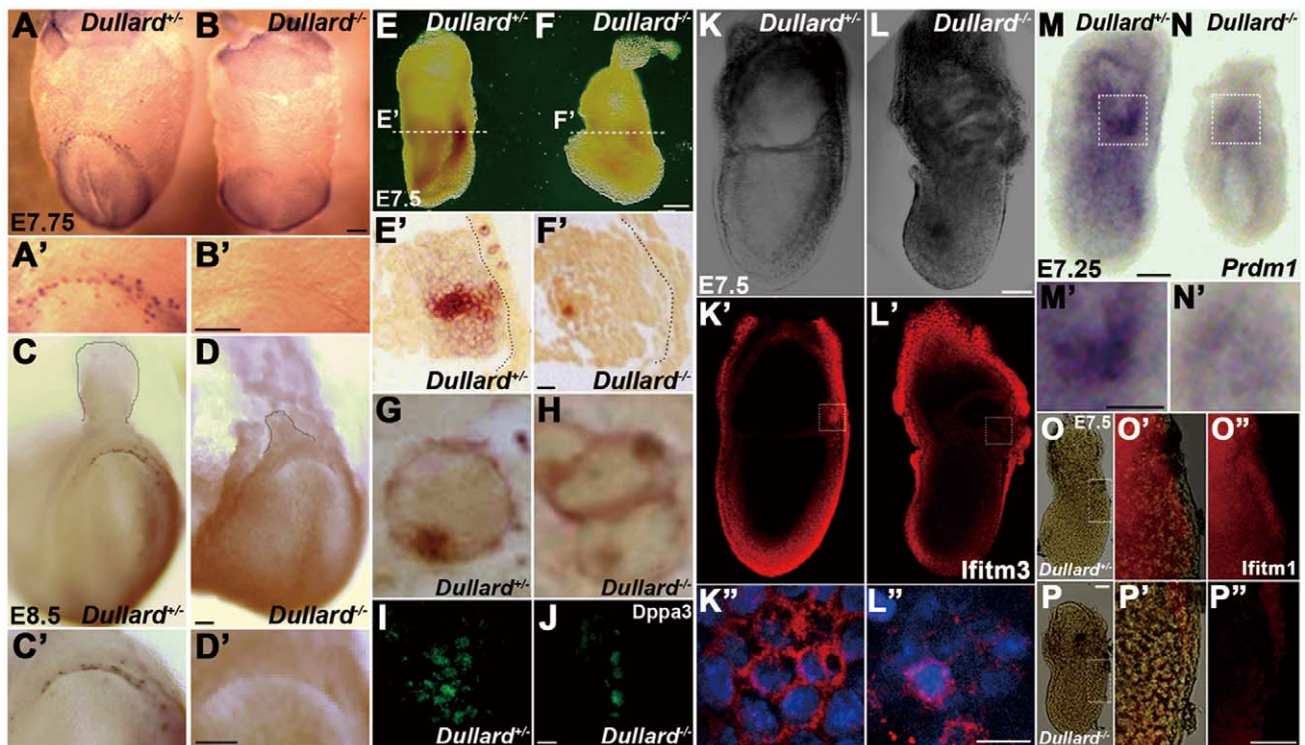 A Dullard+/-
B Dullard-/-
E7.75
A'
B'
C
D
E8.5 Dullard+/-
Dullard-/-
C'
D'
E Dullard+/-
F Dullard-/-
E'
F'
E7.5
E'
F'
Dullard+/-
Dullard-/-
G
H
Dullard+/-
Dullard-/-
I
J Dppa3
Dullard+/-
Dullard-/-
K Dullard+/-
L Dullard-/-
E7.5
K'
L'
Ifitm3
K"
L"
M Dullard+/-
N Dullard-/-
E7.25
Prdm1
M'
N'
O E7.5
O'
O"
Dullard+/-
Ifitm1
P
P'
P"
Dullard-/-